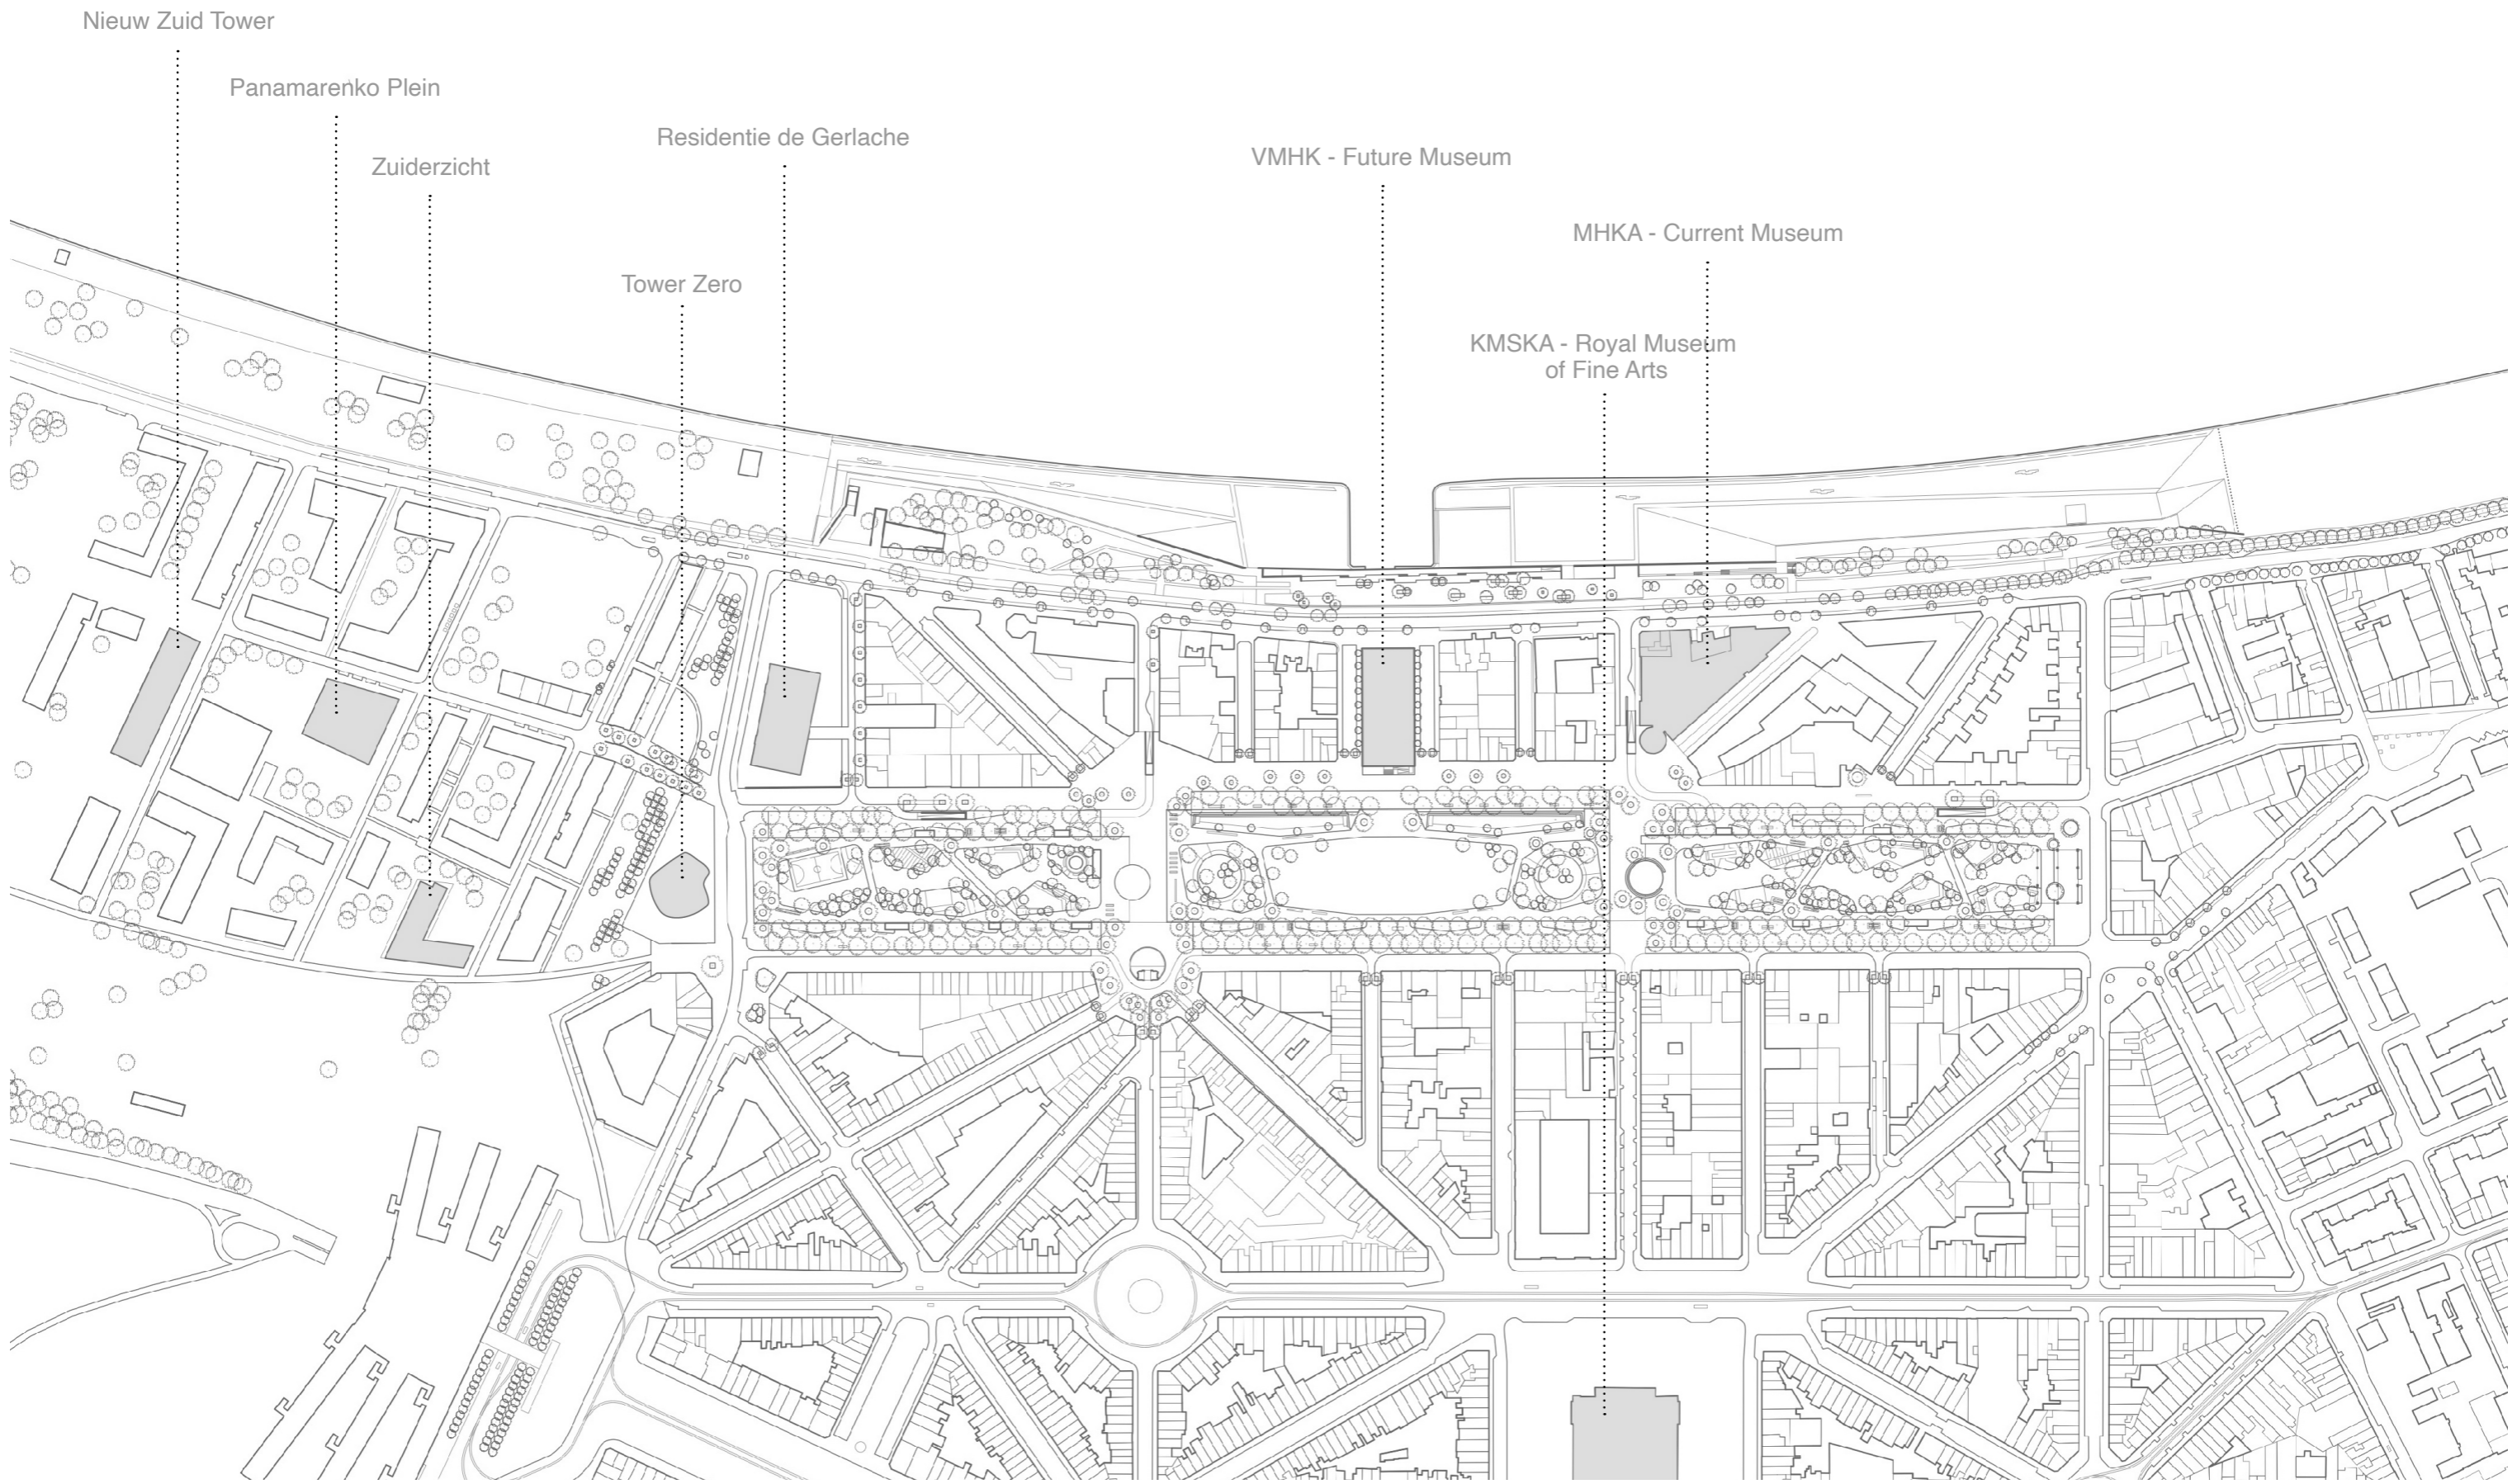 Nieuw Zuid Tower
Panamarenko Plein
Residentie de Gerlache
VMHK - Future Museum
Zuiderzicht
MHKA - Current Museum
Tower Zero
KMSKA - Royal Museum
of Fine Arts